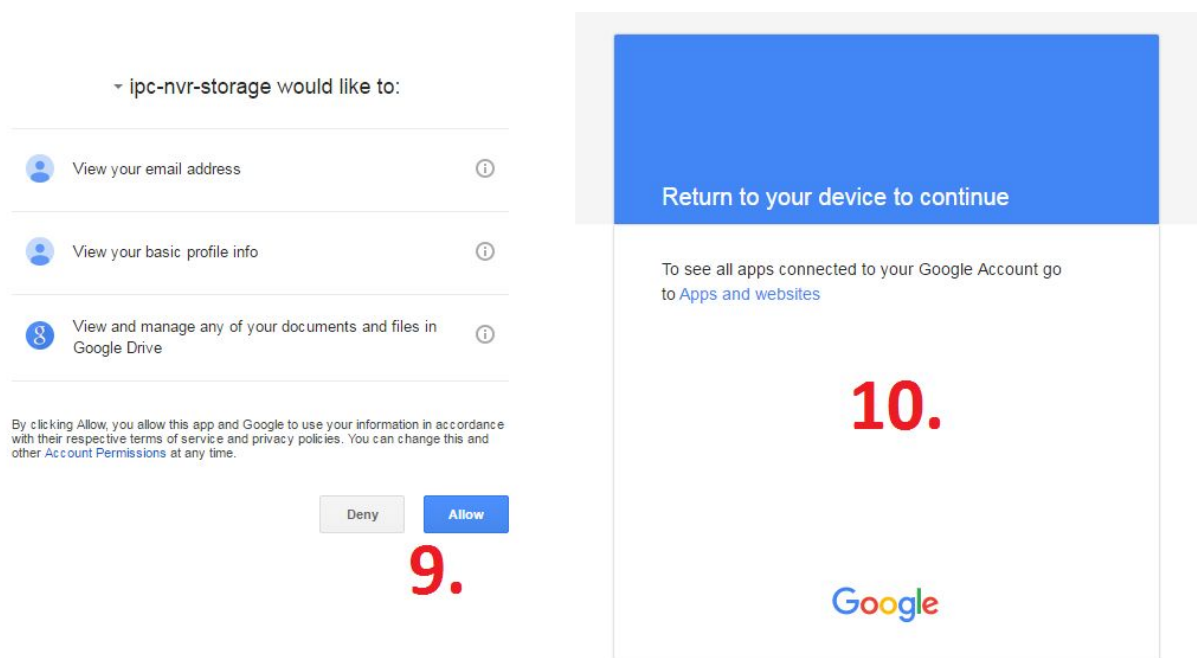 ipc-nvr-storage would like to:
View your email address
View your basic profile info
View and manage any of your documents and files in
Google Drive
By clicking Allow, you allow this app and Google to use your information in accordance
with their respective terms of service and privacy policies. You can change this and
other Account Permissions at any time.
Deny
Allow
9.
Return to your device to continue
To see all apps connected to your Google Account go
to Apps and websites
10.
Google